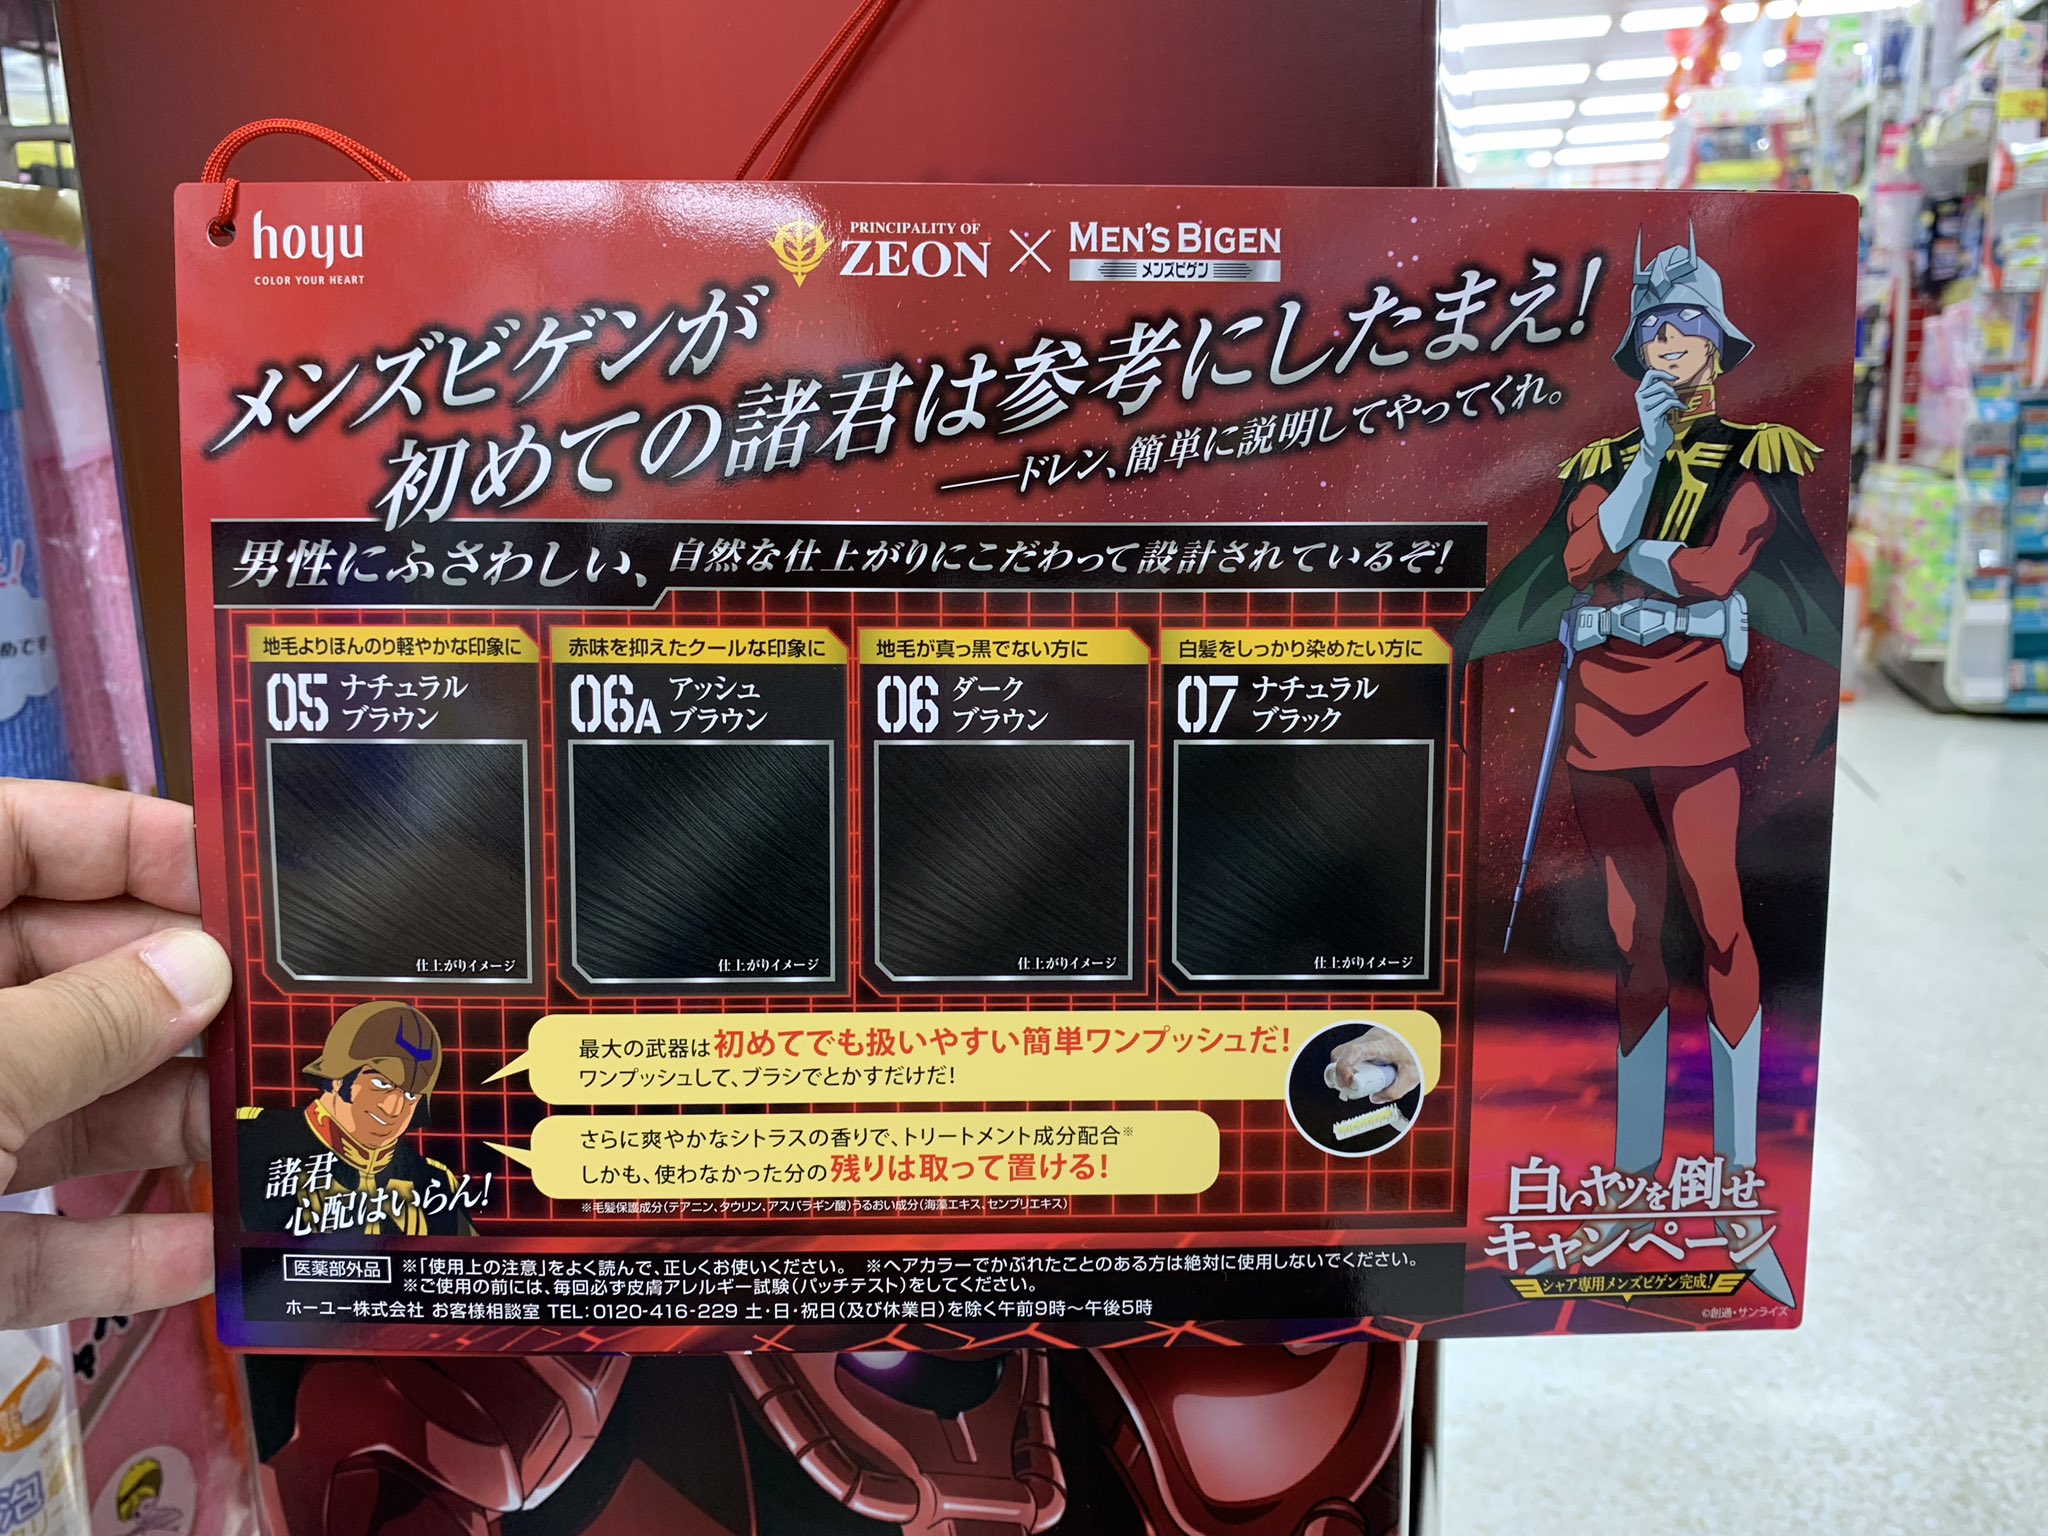 hoyu
COLOR YOUR HEART
PRINCIPALITY OF
ZEON × MEN'S BIGEN
メンズビゲン
メンズビゲンが
初めての諸君は参考にしたまえ!
――ドレン、簡単に説明してやってくれ。
男性にふさわしい、自然な仕上がりにこだわって設計されているぞ!
地毛よりほんのり軽やかな印象に
05 ナチュラル
ブラウン
仕上がりイメージ
赤味を抑えたクールな印象に
06A アッシュ
ブラウン
仕上がりイメージ
地毛が真っ黒でない方に
06 ダーク
ブラウン
仕上がりイメージ
白髪をしっかり染めたい方に
07 ナチュラル
ブラック
仕上がりイメージ
最大の武器は初めてでも扱いやすい簡単ワンプッシュだ!
ワンプッシュして、ブラシでとかすだけだ!
さらに爽やかなシトラスの香りで、トリートメント成分配合※
しかも、使わなかった分の残りは取って置ける!
※毛髪保護成分(テアニン、タウリン、アスパラギン酸)うるおい成分(海藻エキス、センブリエキス)
諸君
心配はいらん!
医薬部外品 ※「使用上の注意」をよく読んで、正しくお使いください。 ※ヘアカラーでかぶれたことのある方は絶対に使用しないでください。
※ご使用の前には、毎回必ず皮膚アレルギー試験(パッチテスト)をしてください。
ホーユー株式会社 お客様相談室 TEL:0120-416-229 土・日・祝日(及び休業日)を除く午前9時～午後5時
白いヤツを倒せ
キャンペーン
シャア専用メンズビゲン完成!
©創通・サンライズ
泡